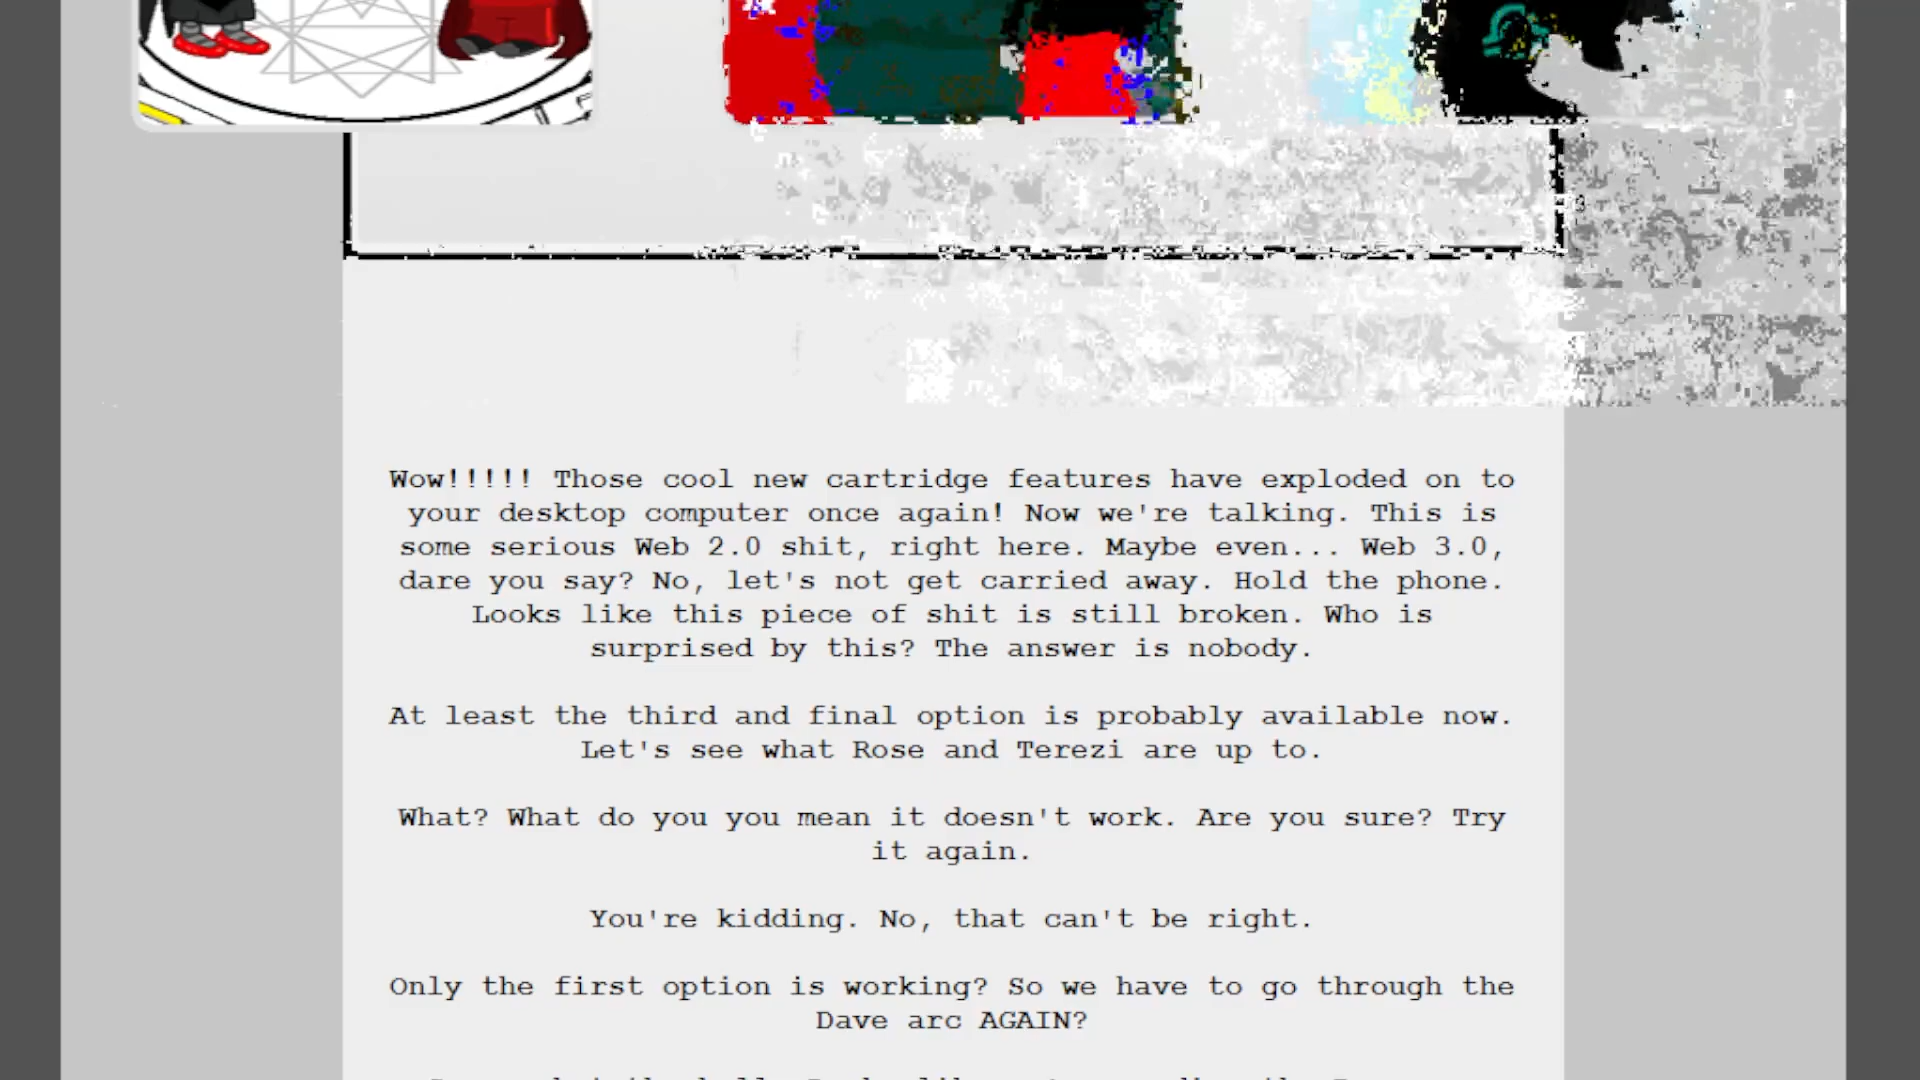 Wow!!!!! Those cool new cartridge features have exploded on to
your desktop computer once again! Now we're talking. This is
some serious Web 2.0 shit, right here. Maybe even... Web 3.0,
dare you say? No, let's not get carried away. Hold the phone.
Looks like this piece of shit is still broken. Who is
surprised by this? The answer is nobody.
At least the third and final option is probably available now.
Let's see what Rose and Terezi are up to.
What? What do you you mean it doesn't work. Are you sure? Try
it again.
You're kidding. No, that can't be right.
Only the first option is working? So we have to go through the
Dave arc AGAIN?